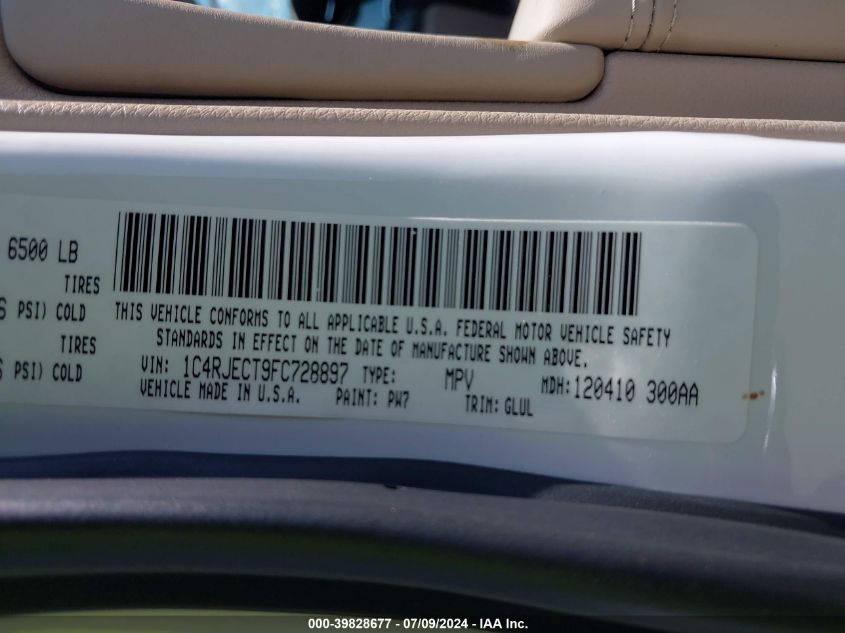 6500 LB
TIRES
PSI) COLD
TIRES
PSI) COLD
THIS VEHICLE CONFORMS TO ALL APPLICABLE U.S.A. FEDERAL MOTOR VEHICLE SAFETY
STANDARDS IN EFFECT ON THE DATE OF MANUFACTURE SHOWN ABOVE.
VIN: 1C4RJECT9FC728897 TYPE: MPV MDH:120410 300AA
VEHICLE MADE IN U.S.A. PAINT: PW7 TRIM: GLUL
000-39828677 - 07/09/2024 - IAA Inc.